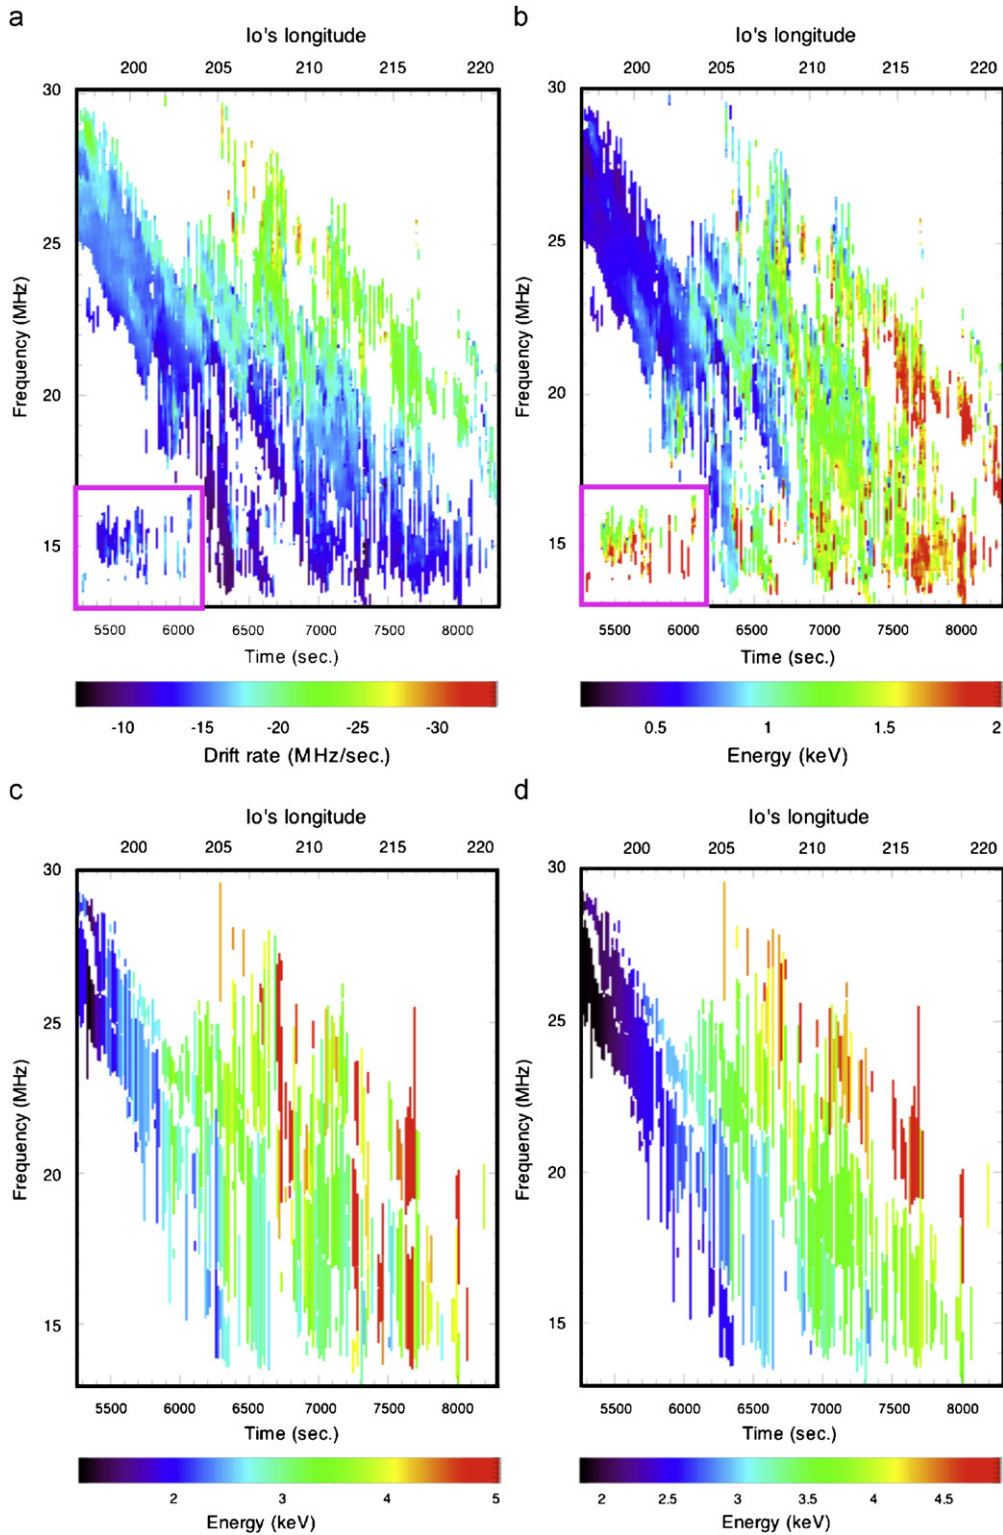 a
Io's longitude
200 205 210 212 215 220
30
25
20
15
Frequency (MHz)
5500 6000 6500 7000 7500 8000
Time (sec.)
-10 -15 -20 -25 -30
Drift rate (MHz/sec.)
b
Io's longitude
200 205 210 212 215 220
30
25
20
15
Frequency (MHz)
5500 6000 6500 7000 7500 8000
Time (sec.)
0.5 1 1.5 2
Energy (keV)
c
Io's longitude
200 205 210 212 215 220
30
25
20
15
Frequency (MHz)
5500 6000 6500 7000 7500 8000
Time (sec.)
2 3 4 5
Energy (keV)
d
Io's longitude
200 205 210 212 215 220
30
25
20
15
Frequency (MHz)
5500 6000 6500 7000 7500 8000
Time (sec.)
2 2.5 3 3.5 4 4.5
Energy (keV)